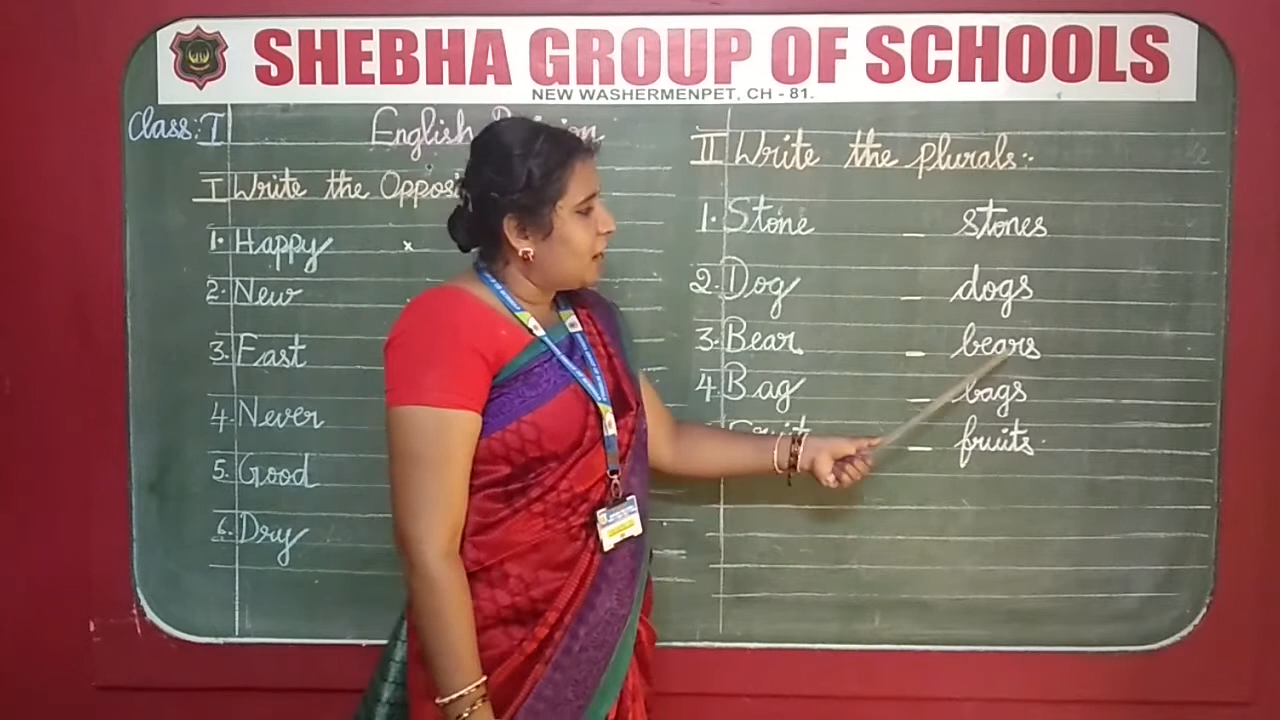 SHEBHA GROUP OF SCHOOLS
NEW WASHERMENPET, CH - 81.
Class: I
English
I Write the
1. Happy x
2. New
3. East
4. Never
5. Good
6. Dry
II Write the plurals:-
1. Stone - stones
2. Dog - dogs
3. Bear - bears
4. Bag - bags
- fruits.